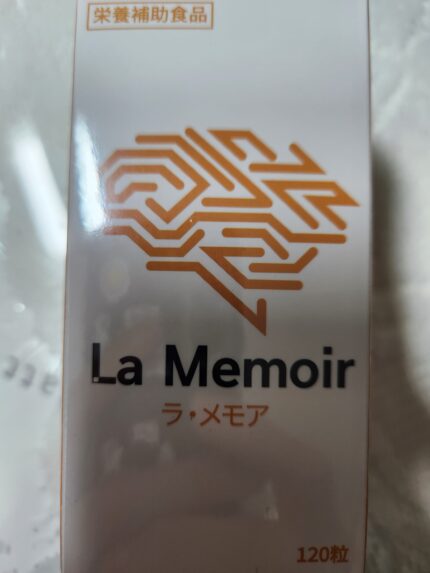 栄養補助食品
La Memoir
ラ・メモア
120粒